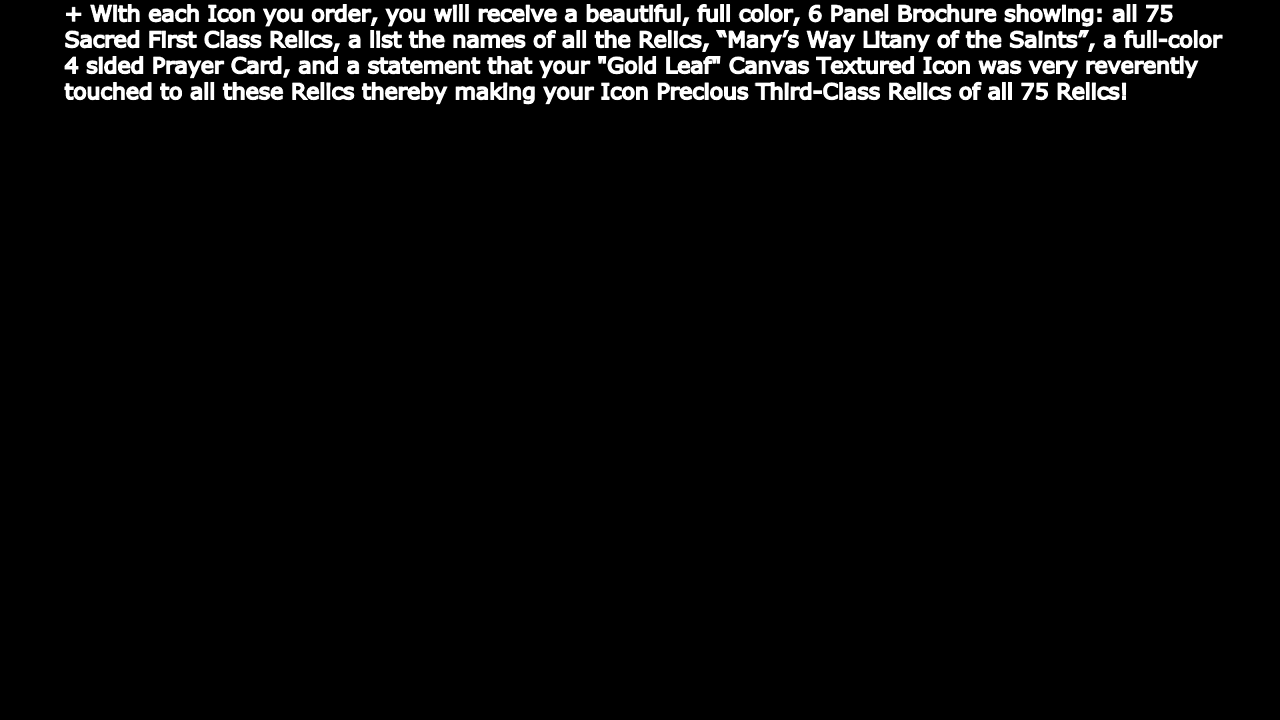 + With each Icon you order, you will receive a beautiful, full color, 6 Panel Brochure showing: all 75
Sacred First Class Relics, a list the names of all the Relics, “Mary’s Way Litany of the Saints”, a full-color
4 sided Prayer Card, and a statement that your "Gold Leaf" Canvas Textured Icon was very reverently
touched to all these Relics thereby making your Icon Precious Third-Class Relics of all 75 Relics!